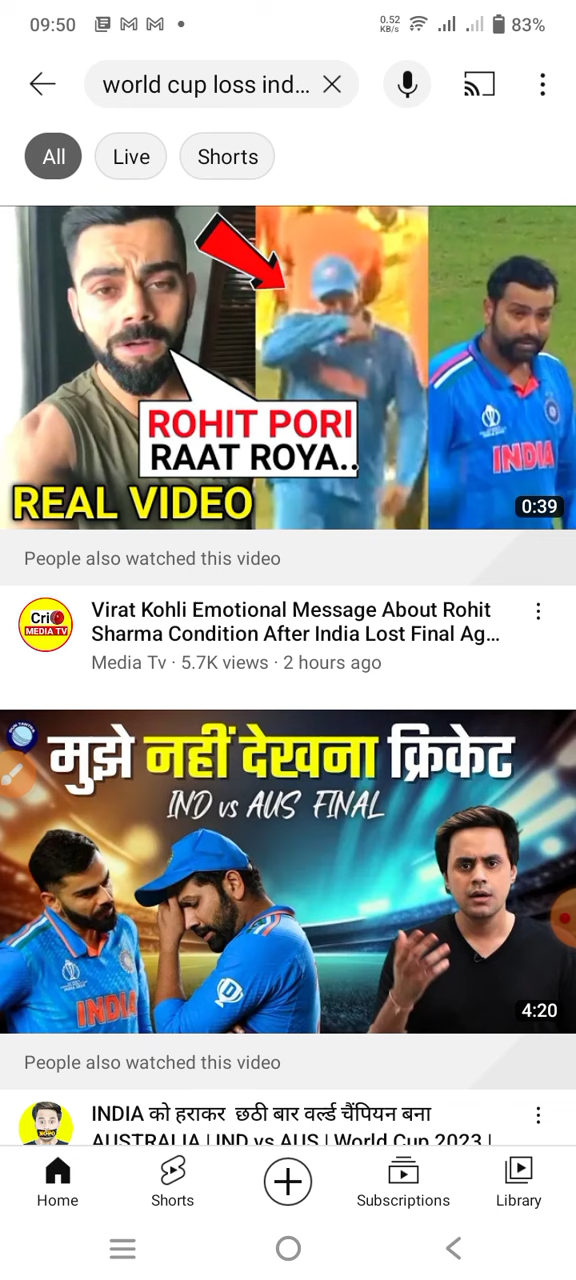 09:50
0.52
KB/s
83%
world cup loss ind...
All
Live
Shorts
ROHIT PORI
RAAT ROYA..
REAL VIDEO
INDIA
0:39
People also watched this video
Cric
MEDIA TV
Virat Kohli Emotional Message About Rohit
Sharma Condition After India Lost Final Ag...
Media Tv · 5.7K views · 2 hours ago
मुझे नहीं देखना क्रिकेट
IND vs AUS FINAL
INDIA
4:20
People also watched this video
INDIA को हराकर छठी बार वर्ल्ड चैंपियन बना
AUSTRALIA | IND vs AUS | World Cup 2023 |
Home
Shorts
Subscriptions
Library